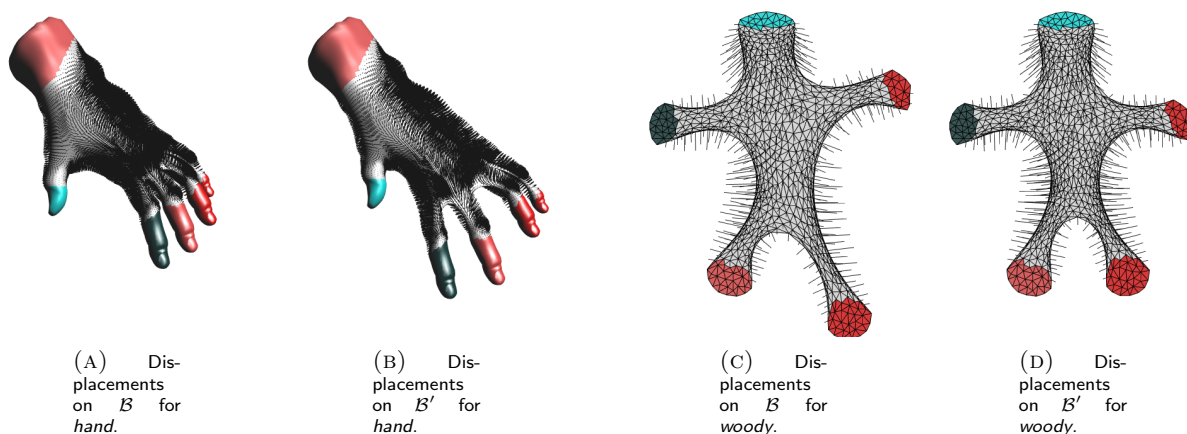 (A) Dis-
placements
on B for
hand.
(B) Dis-
placements
on B′ for
hand.
(C) Dis-
placements
on B for
woody.
(D) Dis-
placements
on B′ for
woody.